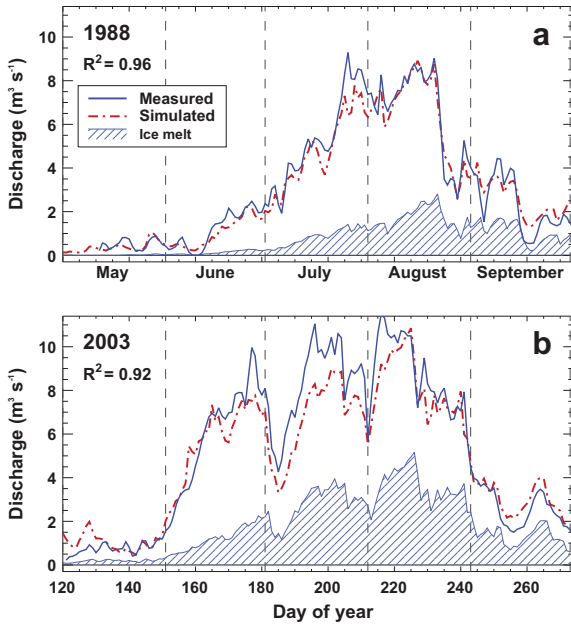 10
8
6
4
2
0
Discharge (m³ s⁻¹)
1988
R² = 0.96
a
Measured
Simulated
Ice melt
May June July August September
10
8
6
4
2
0
Discharge (m³ s⁻¹)
2003
R² = 0.92
b
120 140 160 180 200 220 240 260
Day of year